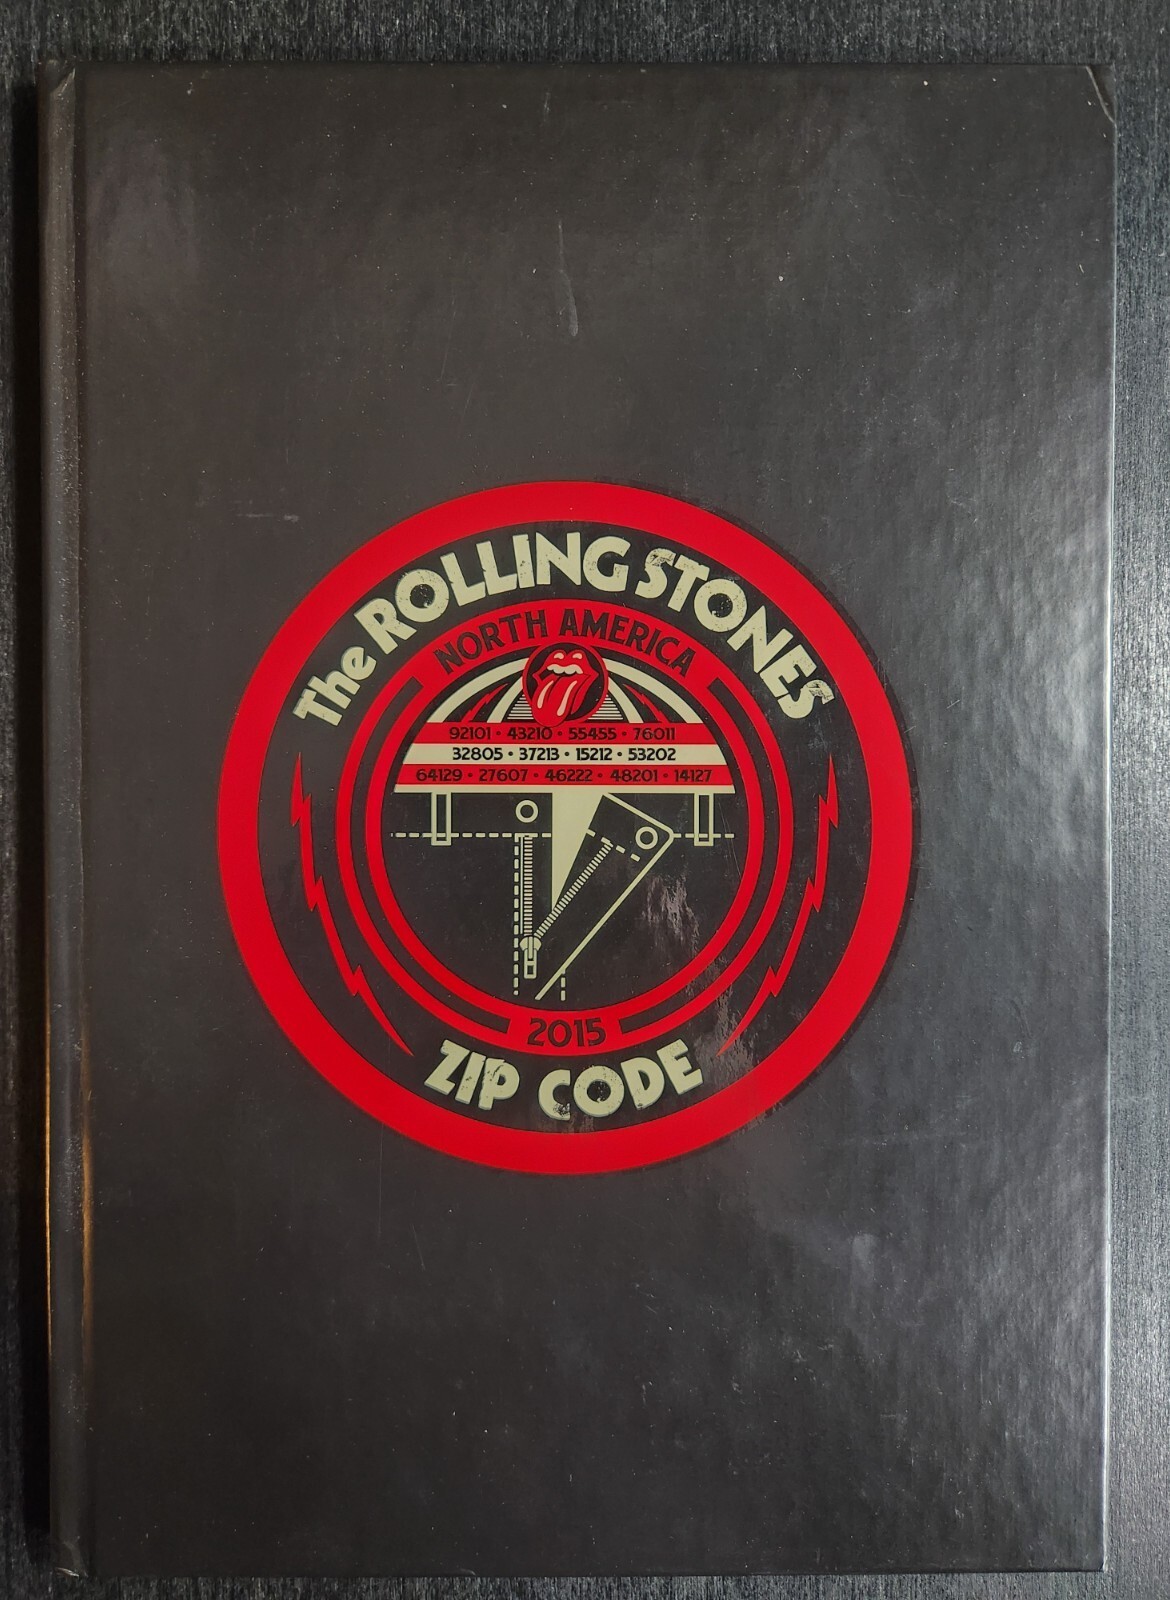 The ROLLING STONES
NORTH AMERICA
92101 • 43210 • 55455 • 76011
32805 • 37213 • 15212 • 53202
64129 • 27607 • 46222 • 48201 • 14127
2015
ZIP CODE